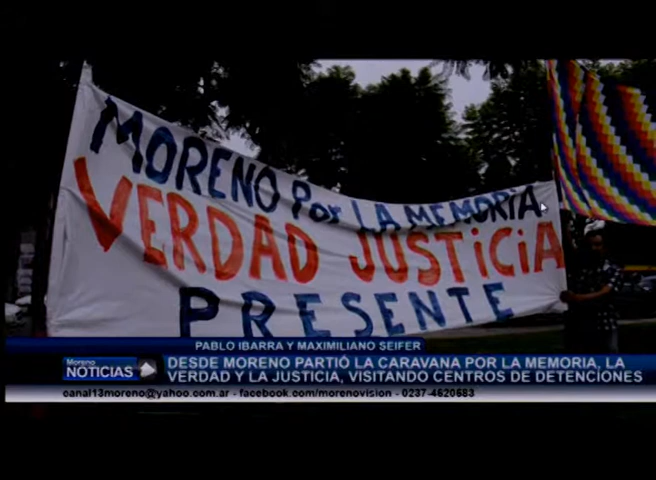 MORENO POR LA MEMORIA
VERDAD JUSTICIA
PRESENTE
PABLO IBARRA Y MAXIMILIANO SEIFER
Moreno
NOTICIAS
DESDE MORENO PARTIÓ LA CARAVANA POR LA MEMORIA, LA
VERDAD Y LA JUSTICIA, VISITANDO CENTROS DE DETENCIONES
canal13moreno@yahoo.com.ar - facebook.com/morenovision - 0237-4620583